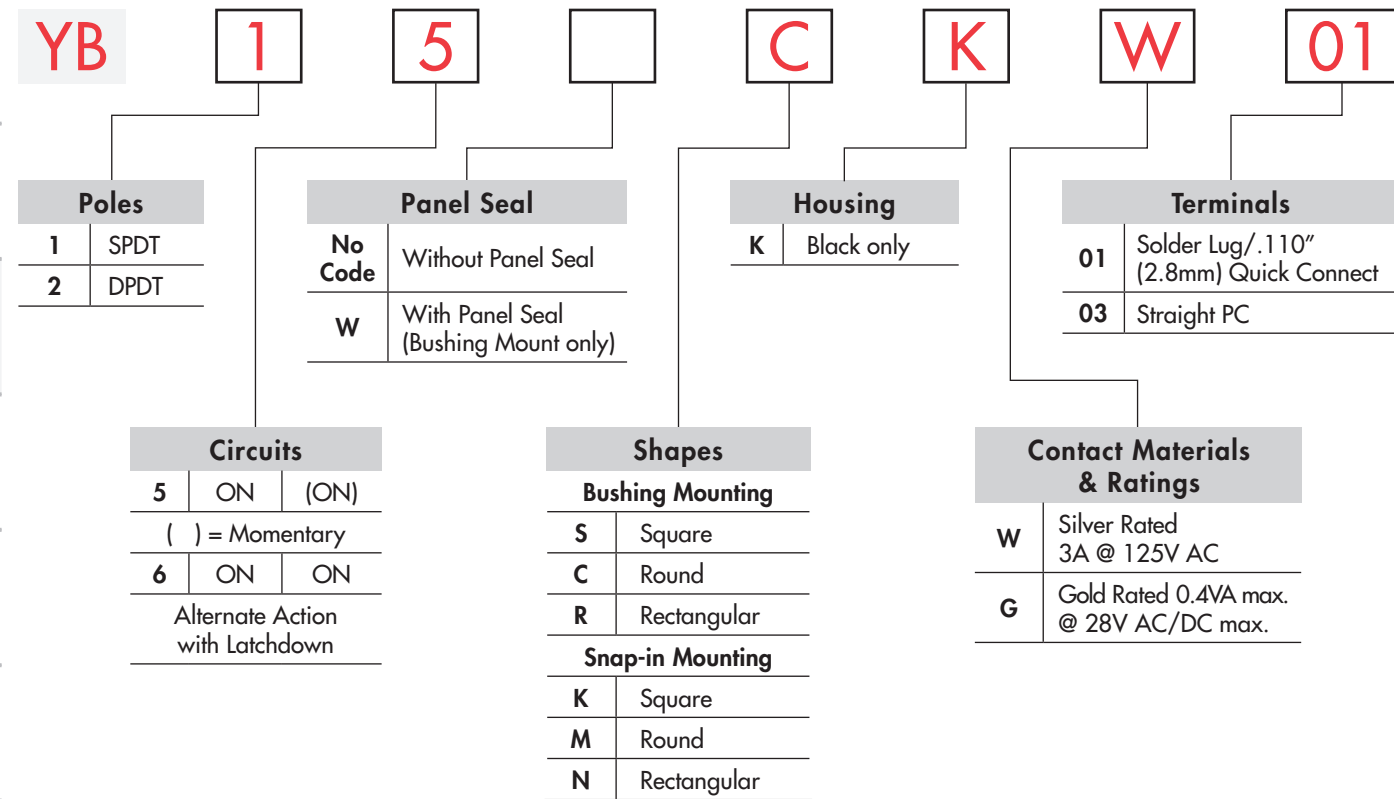 YB 1 5 C K W 01
Poles
1 SPDT
2 DPDT
Panel Seal
No
Code
Without Panel Seal
W
With Panel Seal
(Bushing Mount only)
Housing
K Black only
Terminals
01
Solder Lug/.110"
(2.8mm) Quick Connect
03 Straight PC
Circuits
5 ON (ON)
( ) = Momentary
6 ON ON
Alternate Action
with Latchdown
Shapes
Bushing Mounting
S Square
C Round
R Rectangular
Snap-in Mounting
K Square
M Round
N Rectangular
Contact Materials
& Ratings
W
Silver Rated
3A @ 125V AC
G
Gold Rated 0.4VA max.
@ 28V AC/DC max.